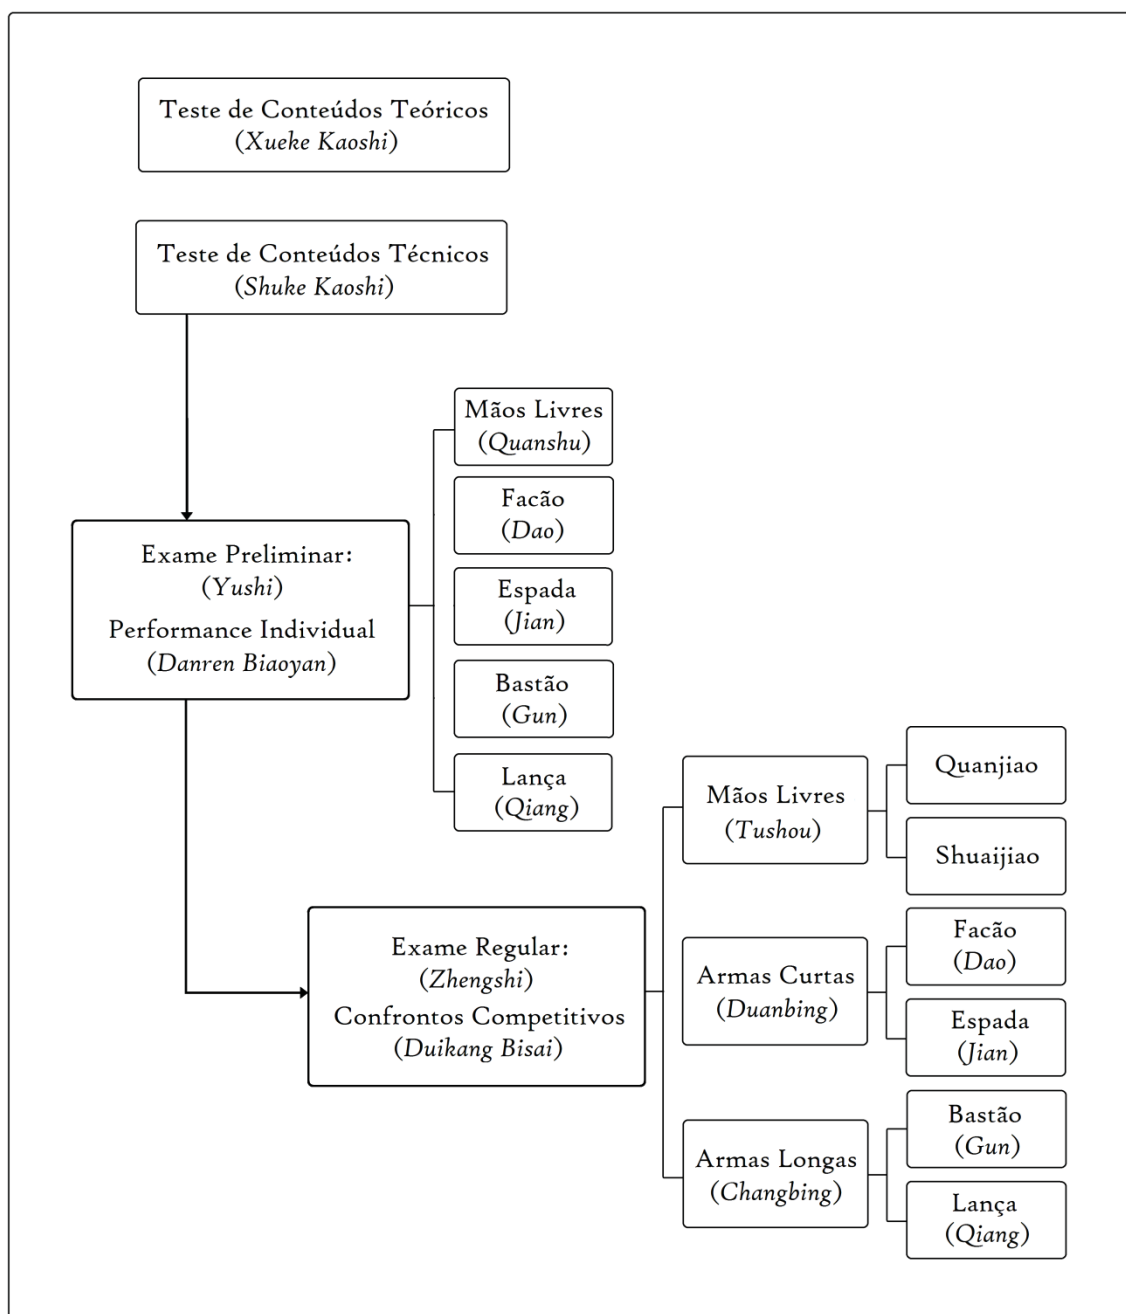 Teste de Conteúdos Teóricos
(Xueke Kaoshi)
Teste de Conteúdos Técnicos
(Shuke Kaoshi)
Exame Preliminar:
(Yushi)
Performance Individual
(Danren Biaoyan)
Mãos Livres
(Quanshu)
Facão
(Dao)
Espada
(Jian)
Bastão
(Gun)
Lança
(Qiang)
Exame Regular:
(Zhengshi)
Confrontos Competitivos
(Duikang Bisai)
Mãos Livres
(Tushou)
Quanjiao
Shuaijiao
Armas Curtas
(Duanbing)
Facão
(Dao)
Espada
(Jian)
Armas Longas
(Changbing)
Bastão
(Gun)
Lança
(Qiang)